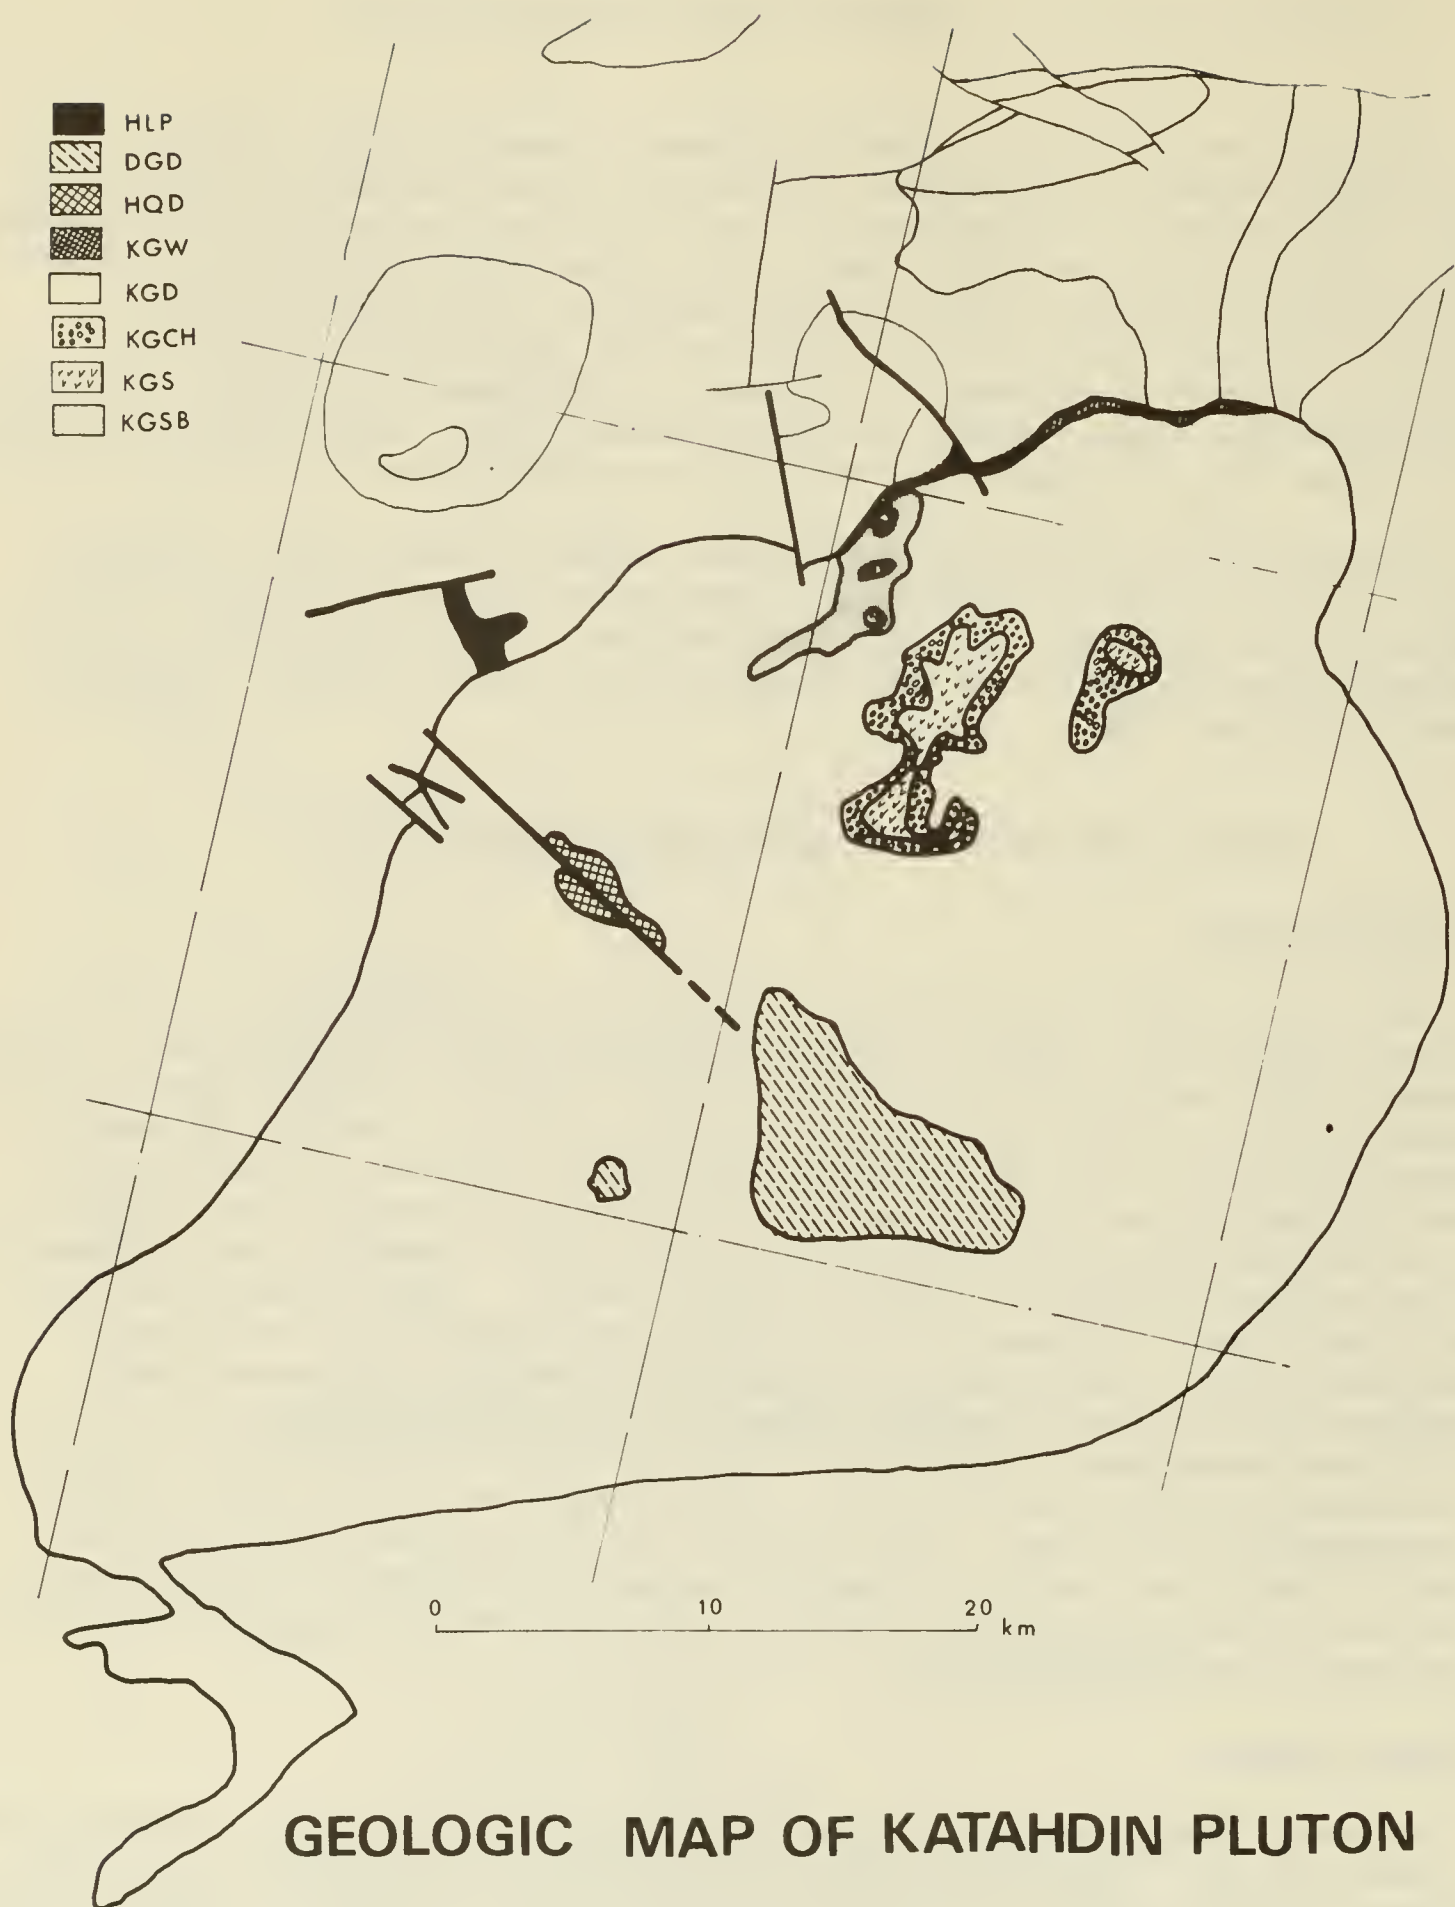 HLP
DGD
HQD
KGW
KGD
KGCH
KGS
KGSB
0 10 20
km
GEOLOGIC MAP OF KATAHDIN PLUTON